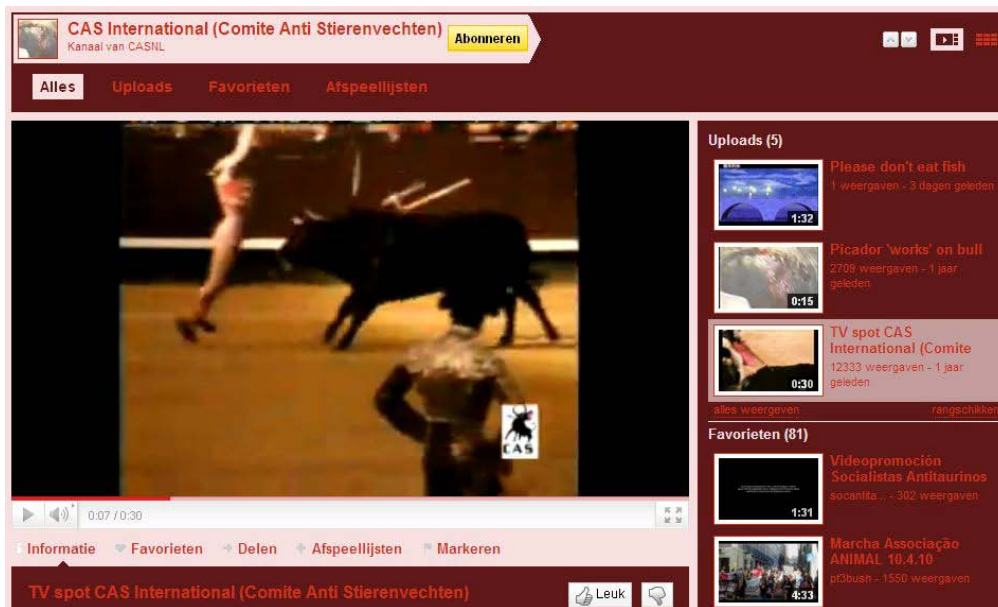 CAS International (Comite Anti Stierenvechten)
Kanaal van CASNL
Abonneren
Alles
Uploads
Favorieten
Afspeellijsten
CAS
0:07 / 0:30
Informatie
Favorieten
Delen
Afspeellijsten
Markeren
TV spot CAS International (Comite Anti Stierenvechten)
Leuk
Uploads (5)
Please don't eat fish
1 weergaven - 3 dagen geleden
1:32
Picador 'works' on bull
2709 weergaven - 1 jaar
geleden
0:15
TV spot CAS
International (Comite
12333 weergaven - 1 jaar
geleden
0:30
alles weergeven
rangschikken
Favorieten (81)
Videopromoción
Socialistas Antitaurinos
socantita... - 302 weergaven
1:31
Marcha Associação
ANIMAL 10.4.10
pt3bush - 1550 weergaven
4:33